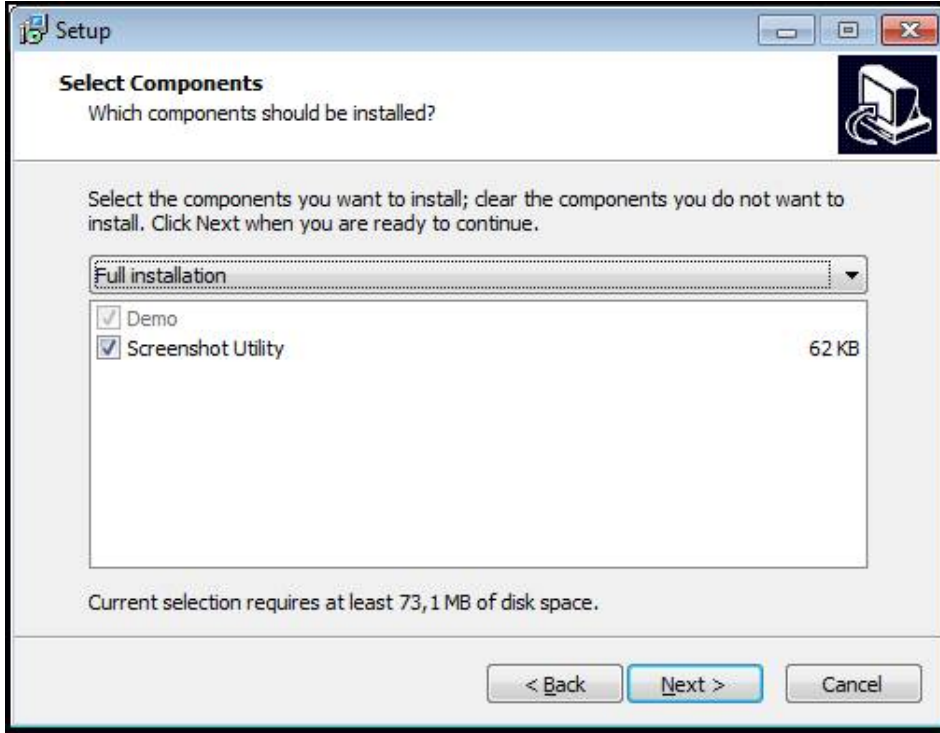 Setup
Select Components
Which components should be installed?
Select the components you want to install; clear the components you do not want to
install. Click Next when you are ready to continue.
Full installation
Demo
Screenshot Utility 62 KB
Current selection requires at least 73,1 MB of disk space.
< Back Next > Cancel